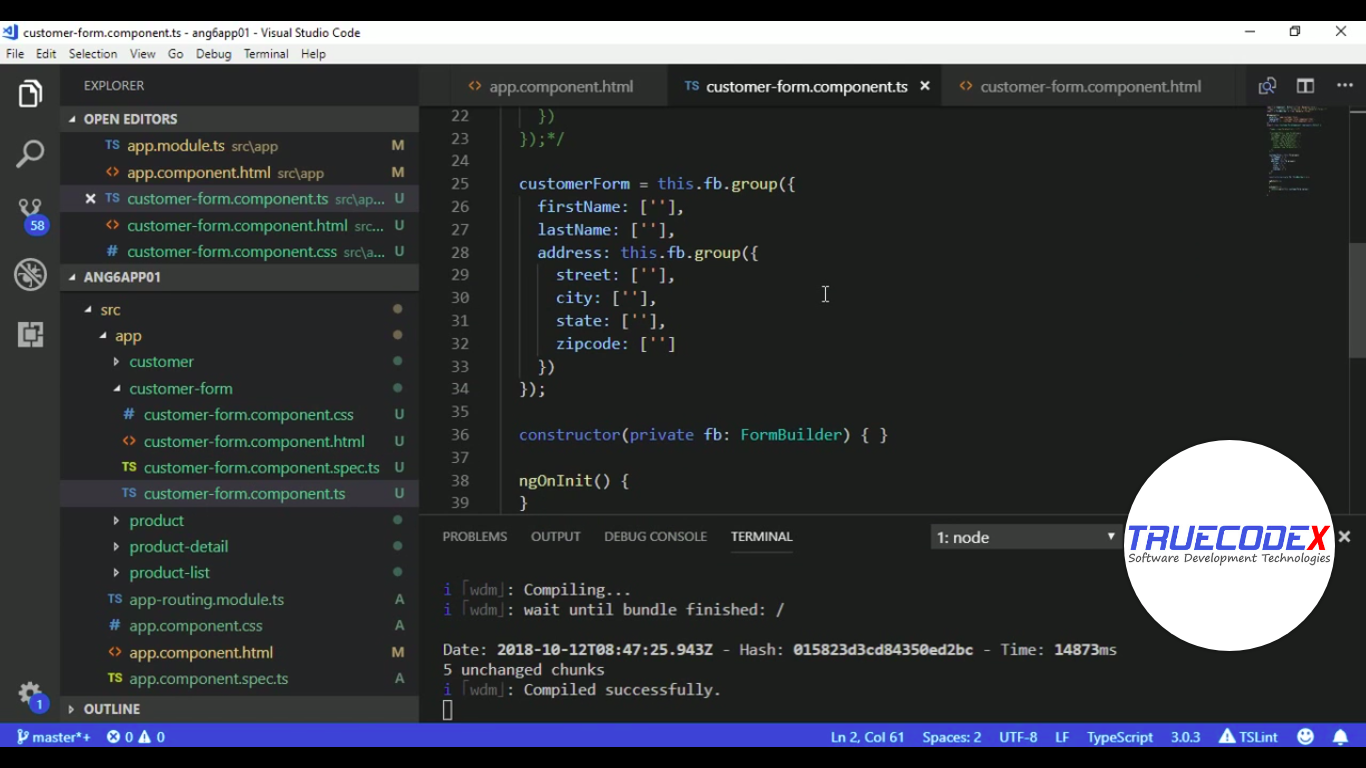 customer-form.component.ts - ang6app01 - Visual Studio Code
File Edit Selection View Go Debug Terminal Help
EXPLORER
app.component.html
TS customer-form.component.ts
customer-form.component.html
OPEN EDITORS
TS app.module.ts src\app M
app.component.html src\app M
TS customer-form.component.ts src\ap... U
customer-form.component.html src... U
# customer-form.component.css src\a... U
58
ANG6APP01
src
app
customer
customer-form
# customer-form.component.css U
customer-form.component.html U
TS customer-form.component.spec.ts U
TS customer-form.component.ts U
product
product-detail
product-list
TS app-routing.module.ts A
# app.component.css A
app.component.html M
TS app.component.spec.ts A
OUTLINE
1
22 })
23 });*/
24
25 customerForm = this.fb.group({
26 firstName: [''],
27 lastName: [''],
28 address: this.fb.group({
29 street: [''],
30 city: [''],
31 state: [''],
32 zipcode: ['']
33 })
34 });
35
36 constructor(private fb: FormBuilder) { }
37
38 ngOnInit() {
39 }
PROBLEMS OUTPUT DEBUG CONSOLE TERMINAL 1: node
i ｢wdm｣: Compiling...
i ｢wdm｣: wait until bundle finished: /
Date: 2018-10-12T08:47:25.943Z - Hash: 015823d3cd84350ed2bc - Time: 14873ms
5 unchanged chunks
i ｢wdm｣: Compiled successfully.
TRUECODEX
Software Development Technologies
master*+ 0 0 Ln 2, Col 61 Spaces: 2 UTF-8 LF TypeScript 3.0.3 TSLint